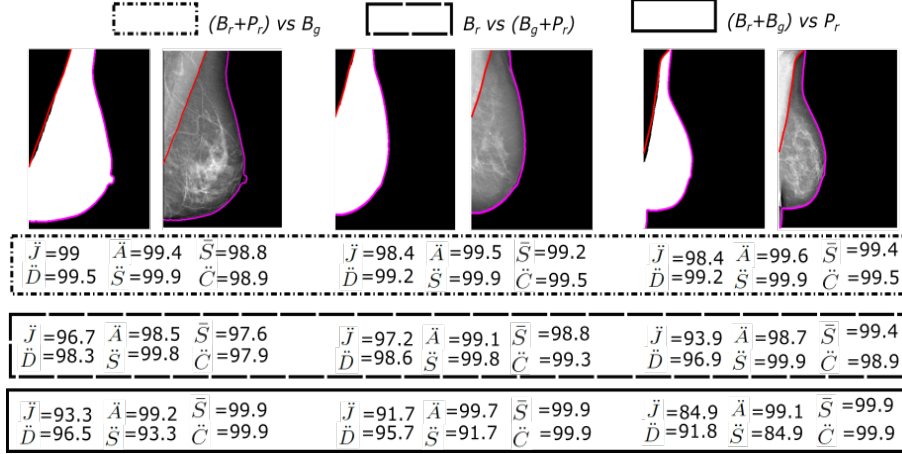 (B_r+P_r) vs B_g B_r vs (B_g+P_r) (B_r+B_g) vs P_r
J̈=99 Ä=99.4 S̄=98.8 J̈=98.4 Ä=99.5 S̄=99.2 J̈=98.4 Ä=99.6 S̄=99.4
D̈=99.5 S̈=99.9 C̈=98.9 D̈=99.2 S̈=99.9 C̈=99.5 D̈=99.2 S̈=99.9 C̈=99.5
J̈=96.7 Ä=98.5 S̄=97.6 J̈=97.2 Ä=99.1 S̄=98.8 J̈=93.9 Ä=98.7 S̄=99.4
D̈=98.3 S̈=99.8 C̈=97.9 D̈=98.6 S̈=99.8 C̈=99.3 D̈=96.9 S̈=99.9 C̈=98.9
J̈=93.3 Ä=99.2 S̄=99.9 J̈=91.7 Ä=99.7 S̄=99.9 J̈=84.9 Ä=99.1 S̄=99.9
D̈=96.5 S̈=93.3 C̈=99.9 D̈=95.7 S̈=91.7 C̈=99.9 D̈=91.8 S̈=84.9 C̈=99.9